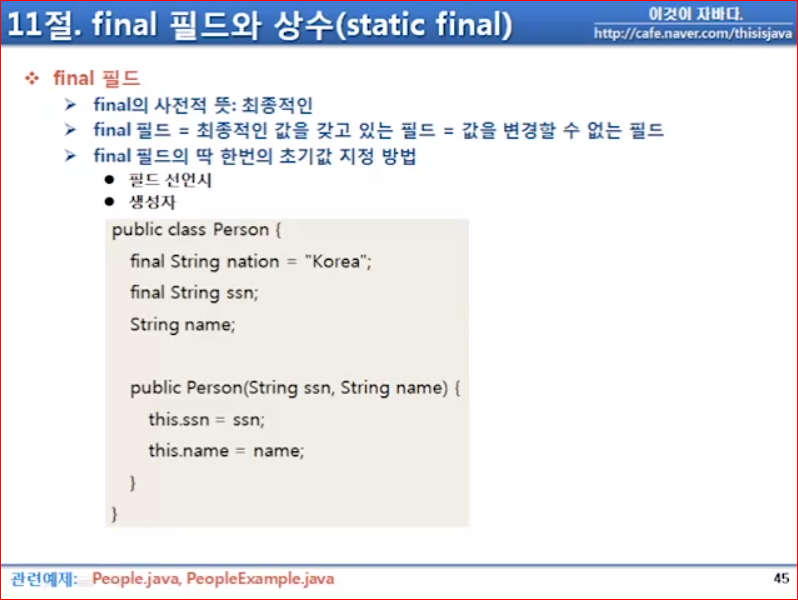 11절. final 필드와 상수(static final)
이것이 자바다.
http://cafe.naver.com/thisisjava
final 필드
final의 사전적 뜻: 최종적인
final 필드 = 최종적인 값을 갖고 있는 필드 = 값을 변경할 수 없는 필드
final 필드의 딱 한번의 초기값 지정 방법
필드 선언시
생성자
public class Person {
final String nation = "Korea";
final String ssn;
String name;
public Person(String ssn, String name) {
this.ssn = ssn;
this.name = name;
}
}
관련예제: People.java, PeopleExample.java
45